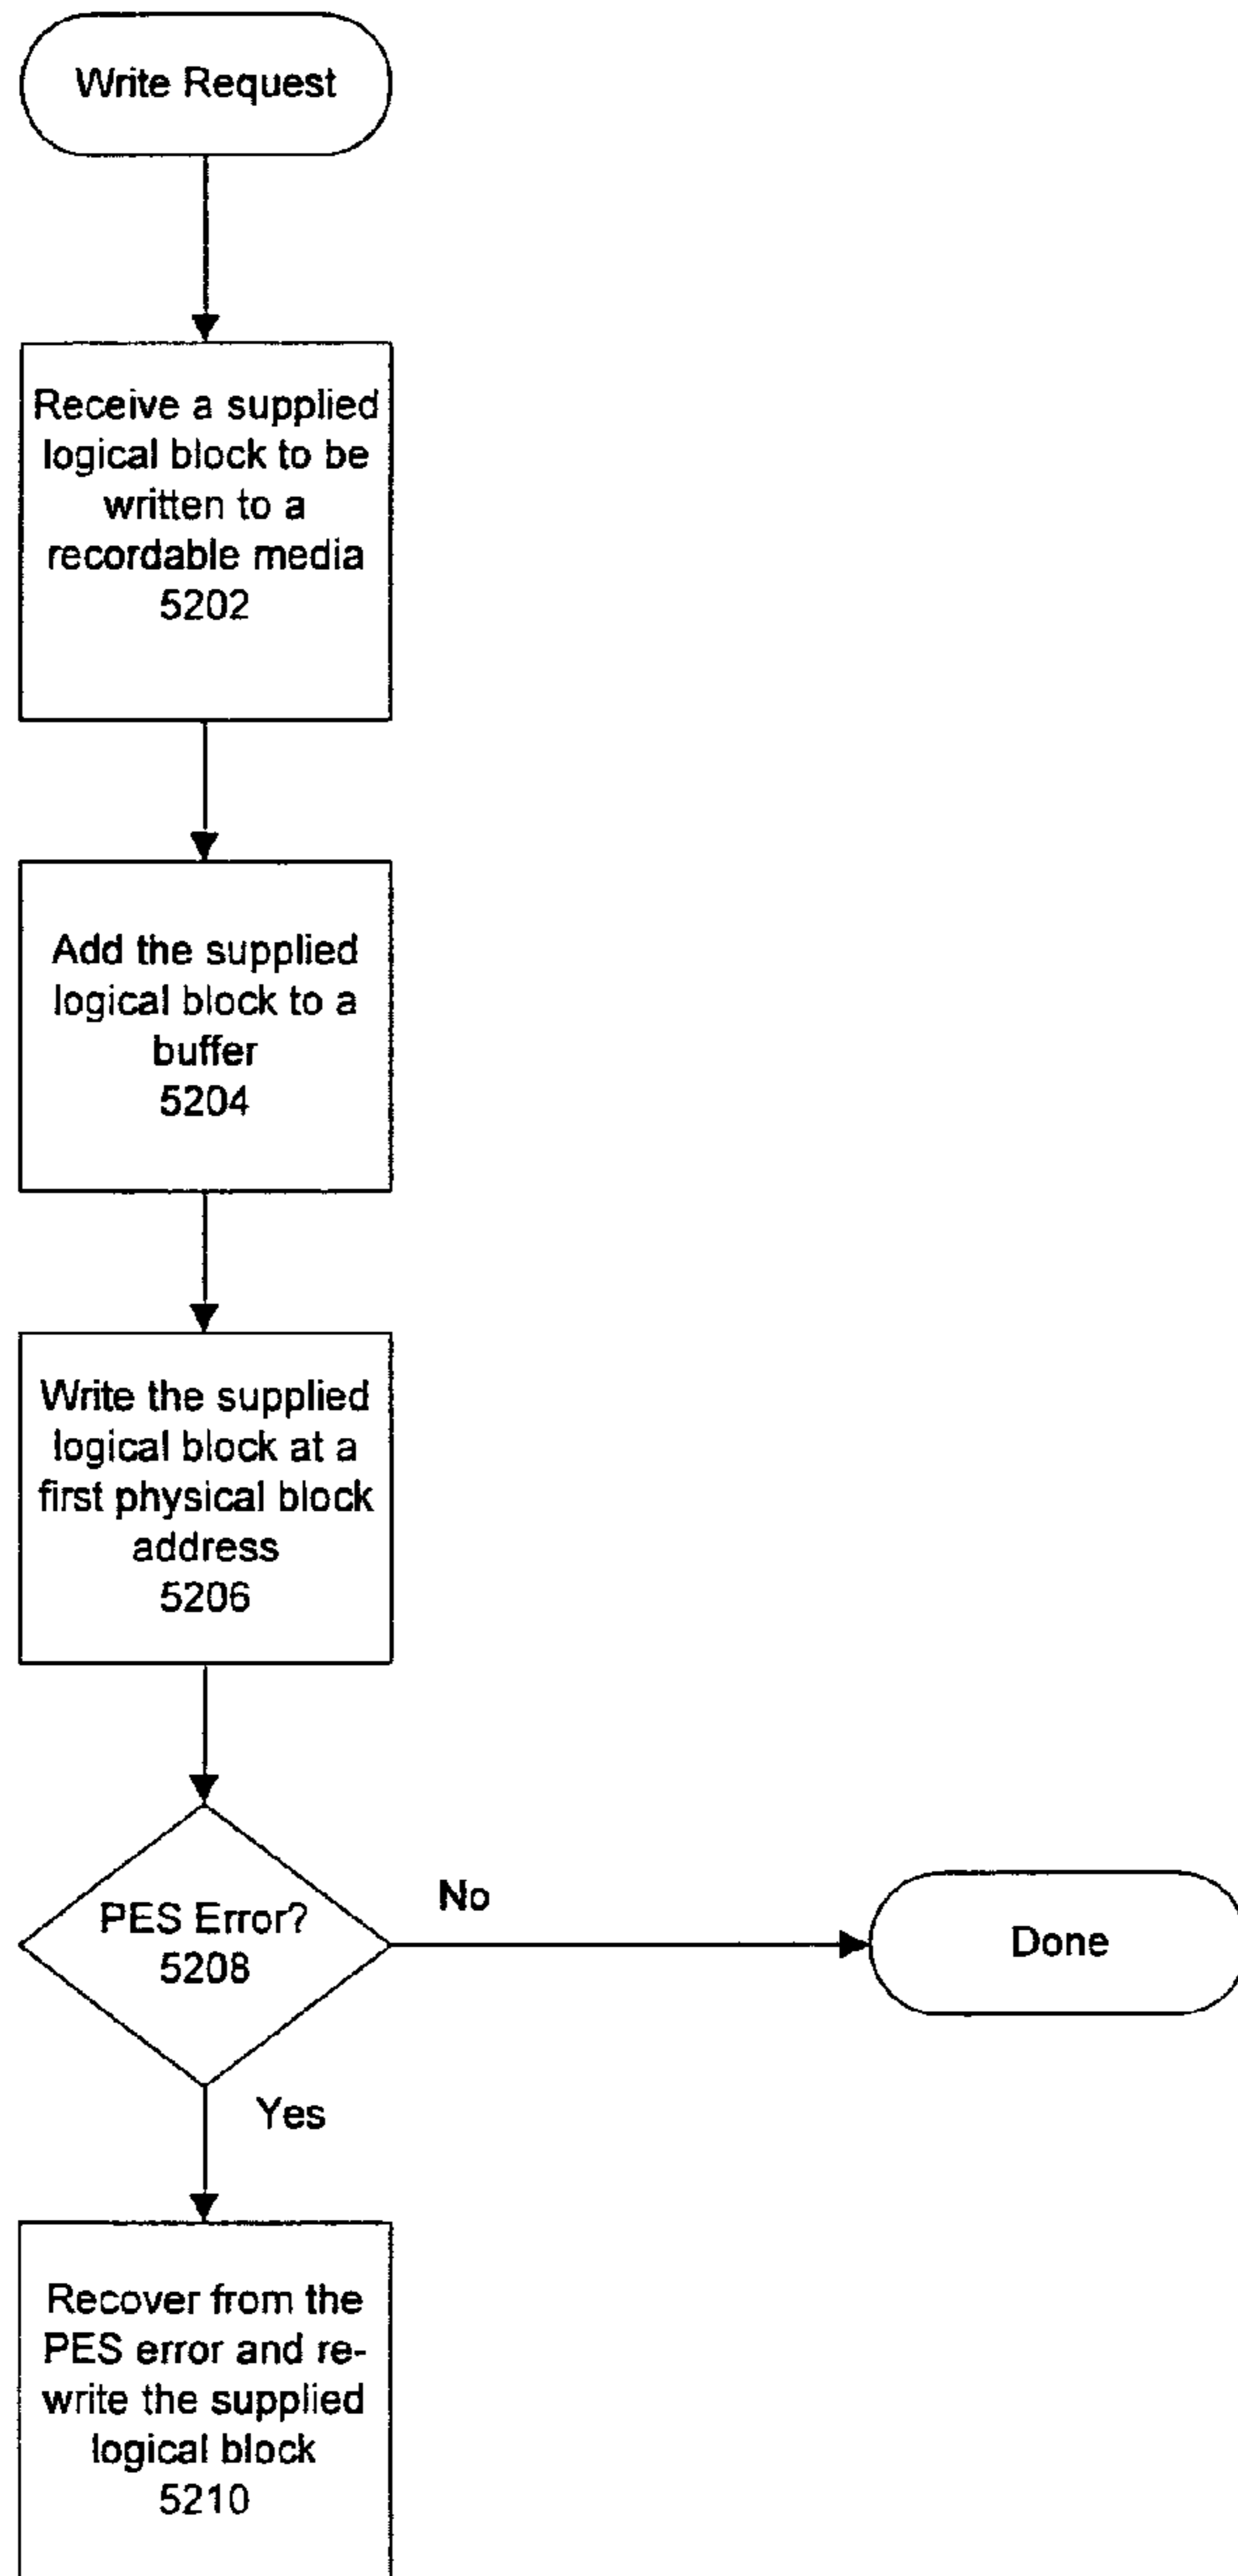 Write Request
Receive a supplied
logical block to be
written to a
recordable media
5202
Add the supplied
logical block to a
buffer
5204
Write the supplied
logical block at a
first physical block
address
5206
PES Error?
5208
No
Done
Yes
Recover from the
PES error and re-
write the supplied
logical block
5210